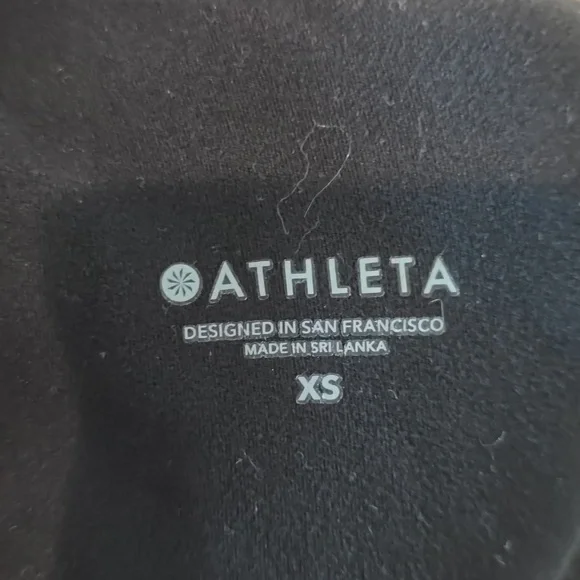 ATHLETA
DESIGNED IN SAN FRANCISCO
MADE IN SRI LANKA
XS